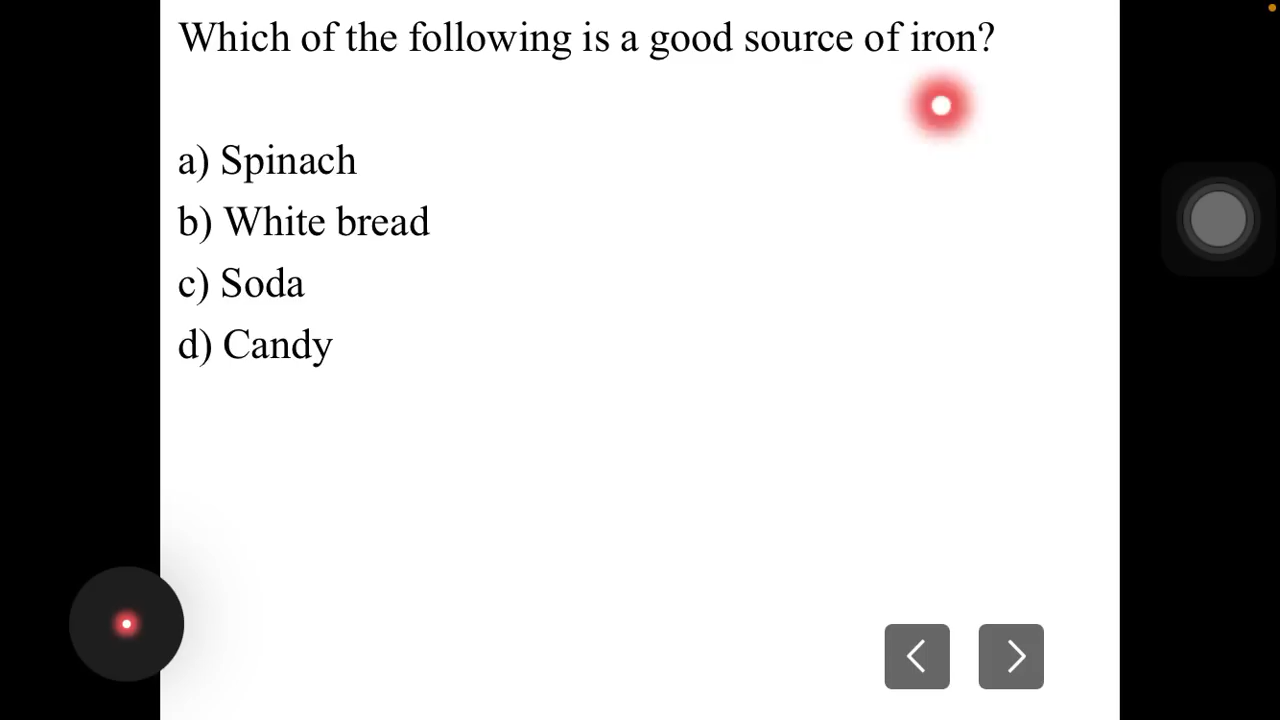 Which of the following is a good source of iron?
a) Spinach
b) White bread
c) Soda
d) Candy